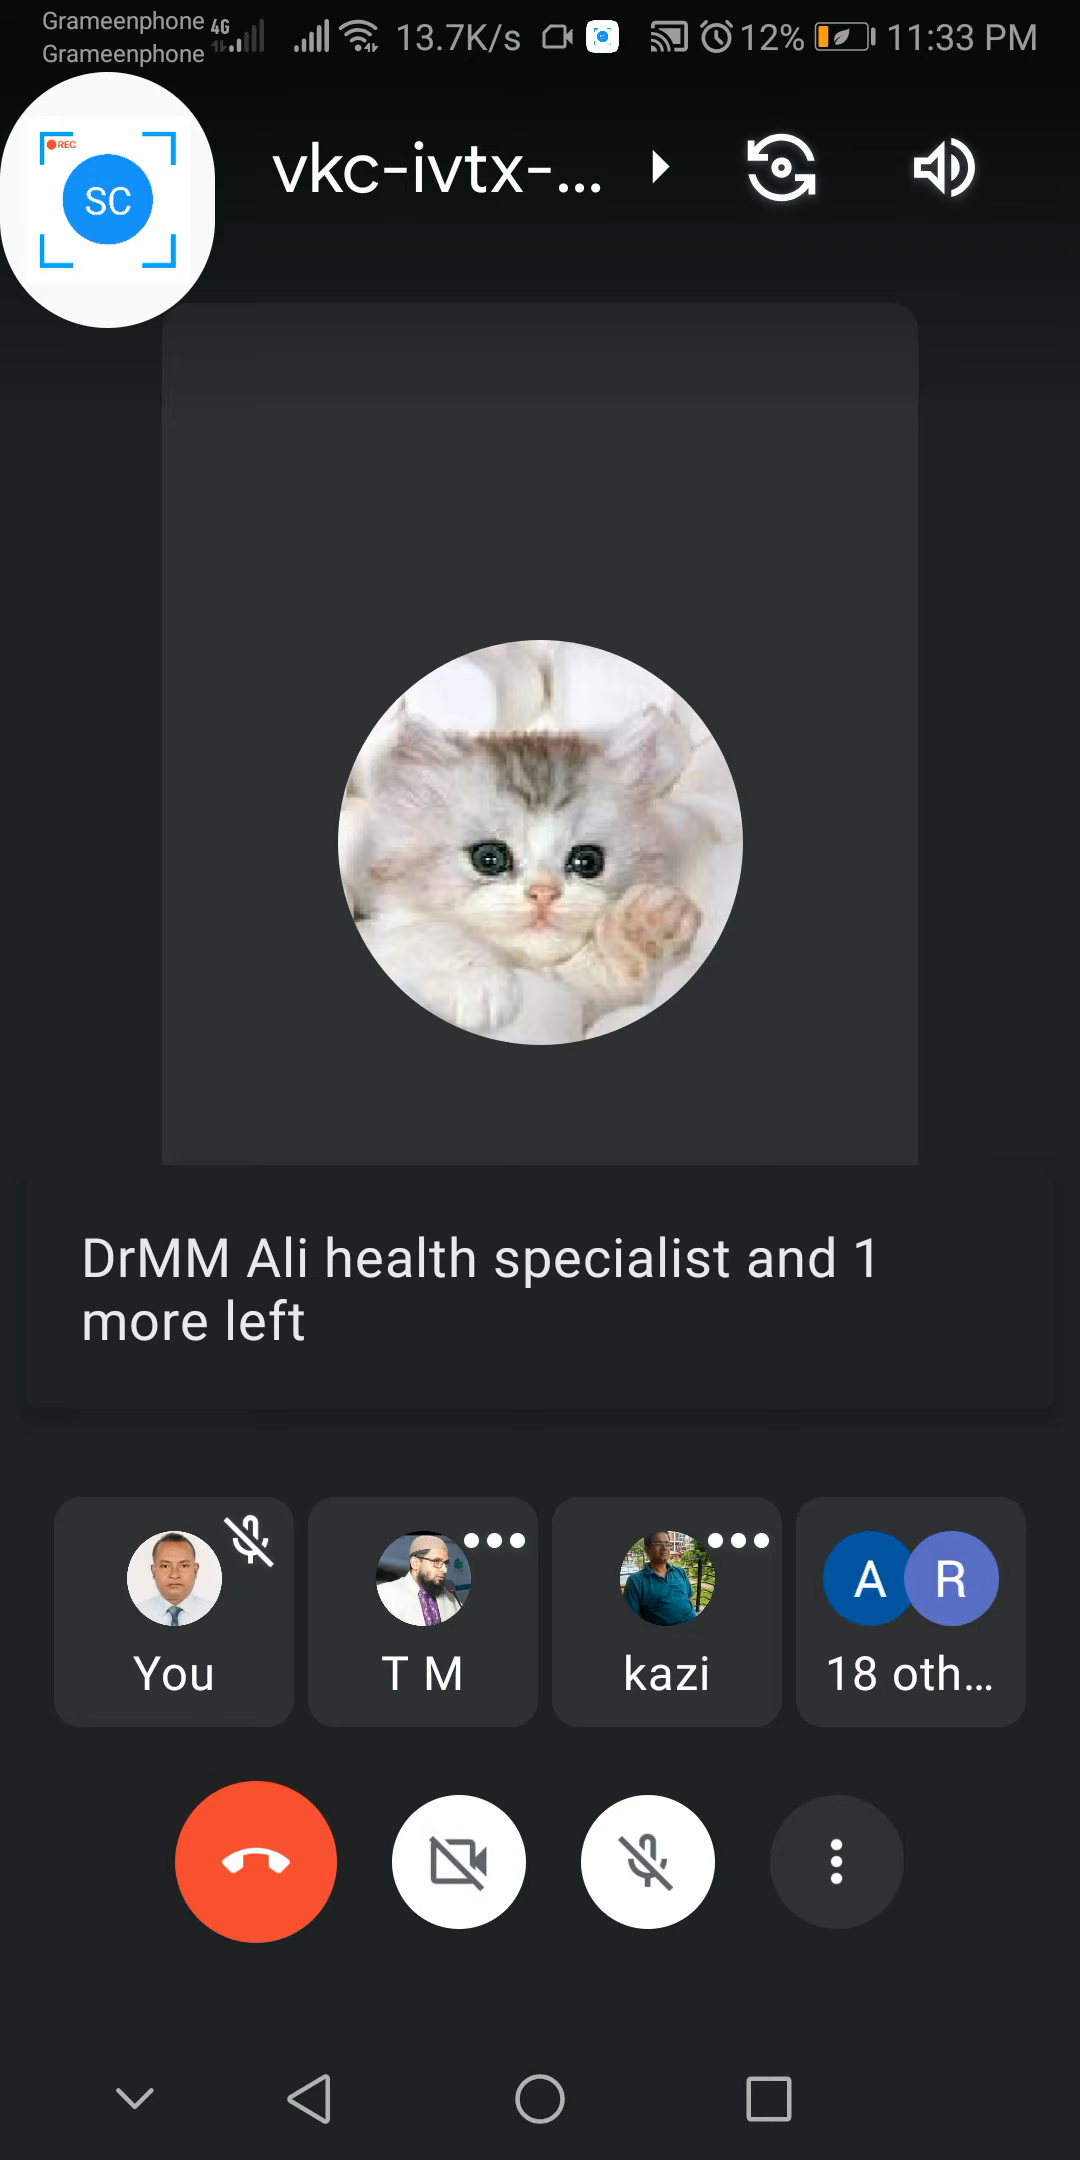 Grameenphone 4G
Grameenphone
13.7K/s 12% 11:33 PM
REC
SC
vkc-ivtx-...
DrMM Ali health specialist and 1
more left
You
T M
kazi
A R
18 oth...